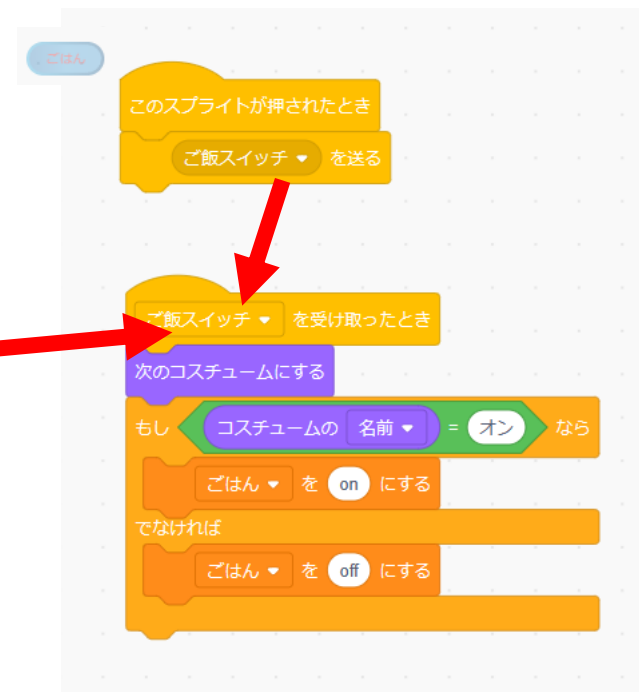 ごはん
このスプライトが押されたとき
ご飯スイッチ を送る
ご飯スイッチ を受け取ったとき
次のコスチュームにする
もし コスチュームの 名前 = オン なら
ごはん を on にする
でなければ
ごはん を off にする